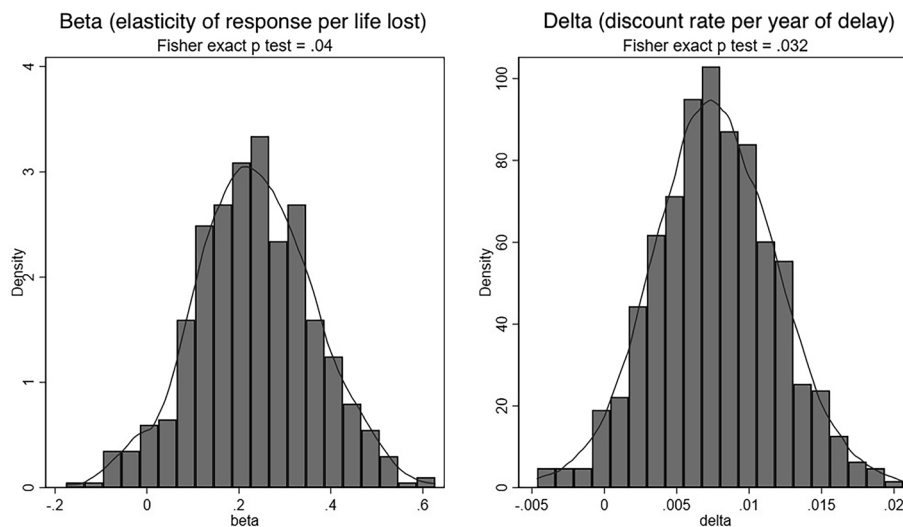 Beta (elasticity of response per life lost)
Fisher exact p test = .04
Density
4
3
2
1
0
-.2
0
.2
.4
.6
beta
Delta (discount rate per year of delay)
Fisher exact p test = .032
Density
100
80
60
40
20
0
-.005
0
.005
.01
.015
.02
delta